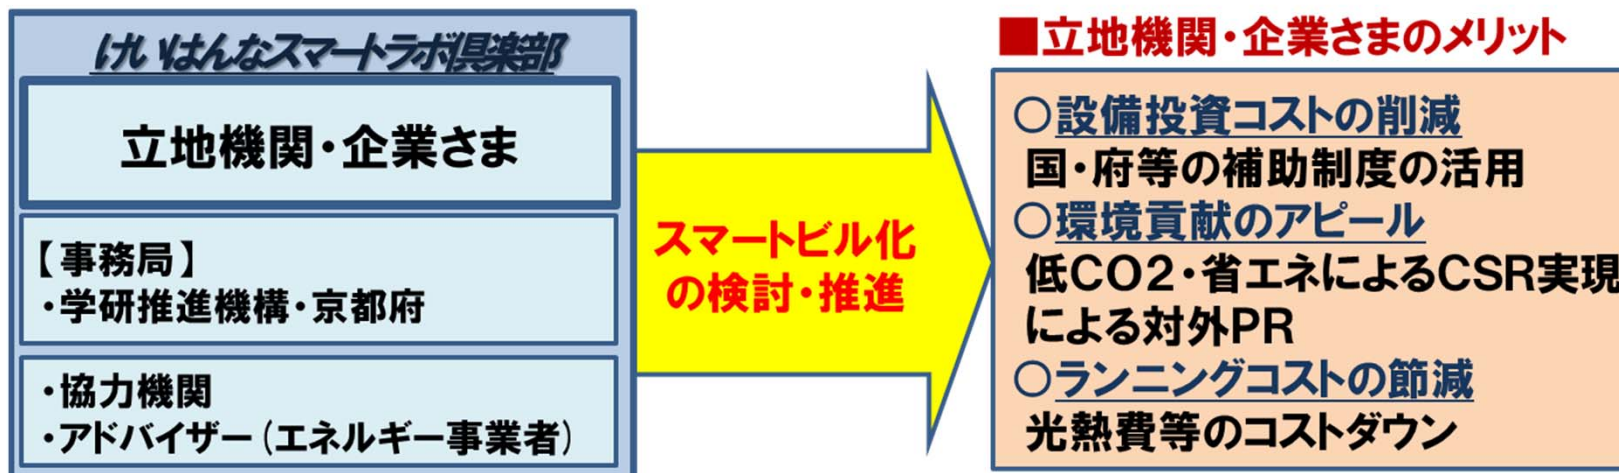 けいはんなスマートラボ倶楽部
立地機関・企業さま
【事務局】
・学研推進機構・京都府
・協力機関
・アドバイザー(エネルギー事業者)
スマートビル化
の検討・推進
■立地機関・企業さまのメリット
○設備投資コストの削減
国・府等の補助制度の活用
○環境貢献のアピール
低CO2・省エネによるCSR実現
による対外PR
○ランニングコストの節減
光熱費等のコストダウン